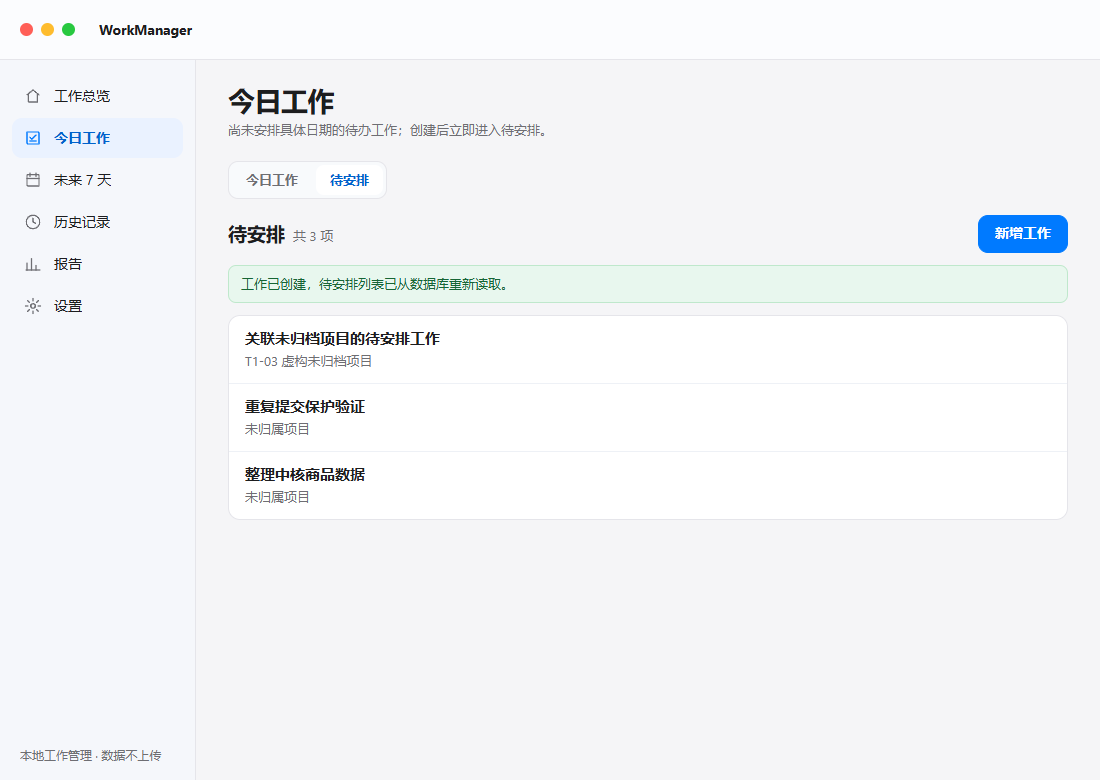 WorkManager
工作总览
今日工作
未来 7 天
历史记录
报告
设置
本地工作管理 · 数据不上传
今日工作
尚未安排具体日期的待办工作；创建后立即进入待安排。
今日工作
待安排
待安排 共 3 项
新增工作
工作已创建，待安排列表已从数据库重新读取。
关联未归档项目的待安排工作
T1-03 虚构未归档项目
重复提交保护验证
未归属项目
整理中核商品数据
未归属项目